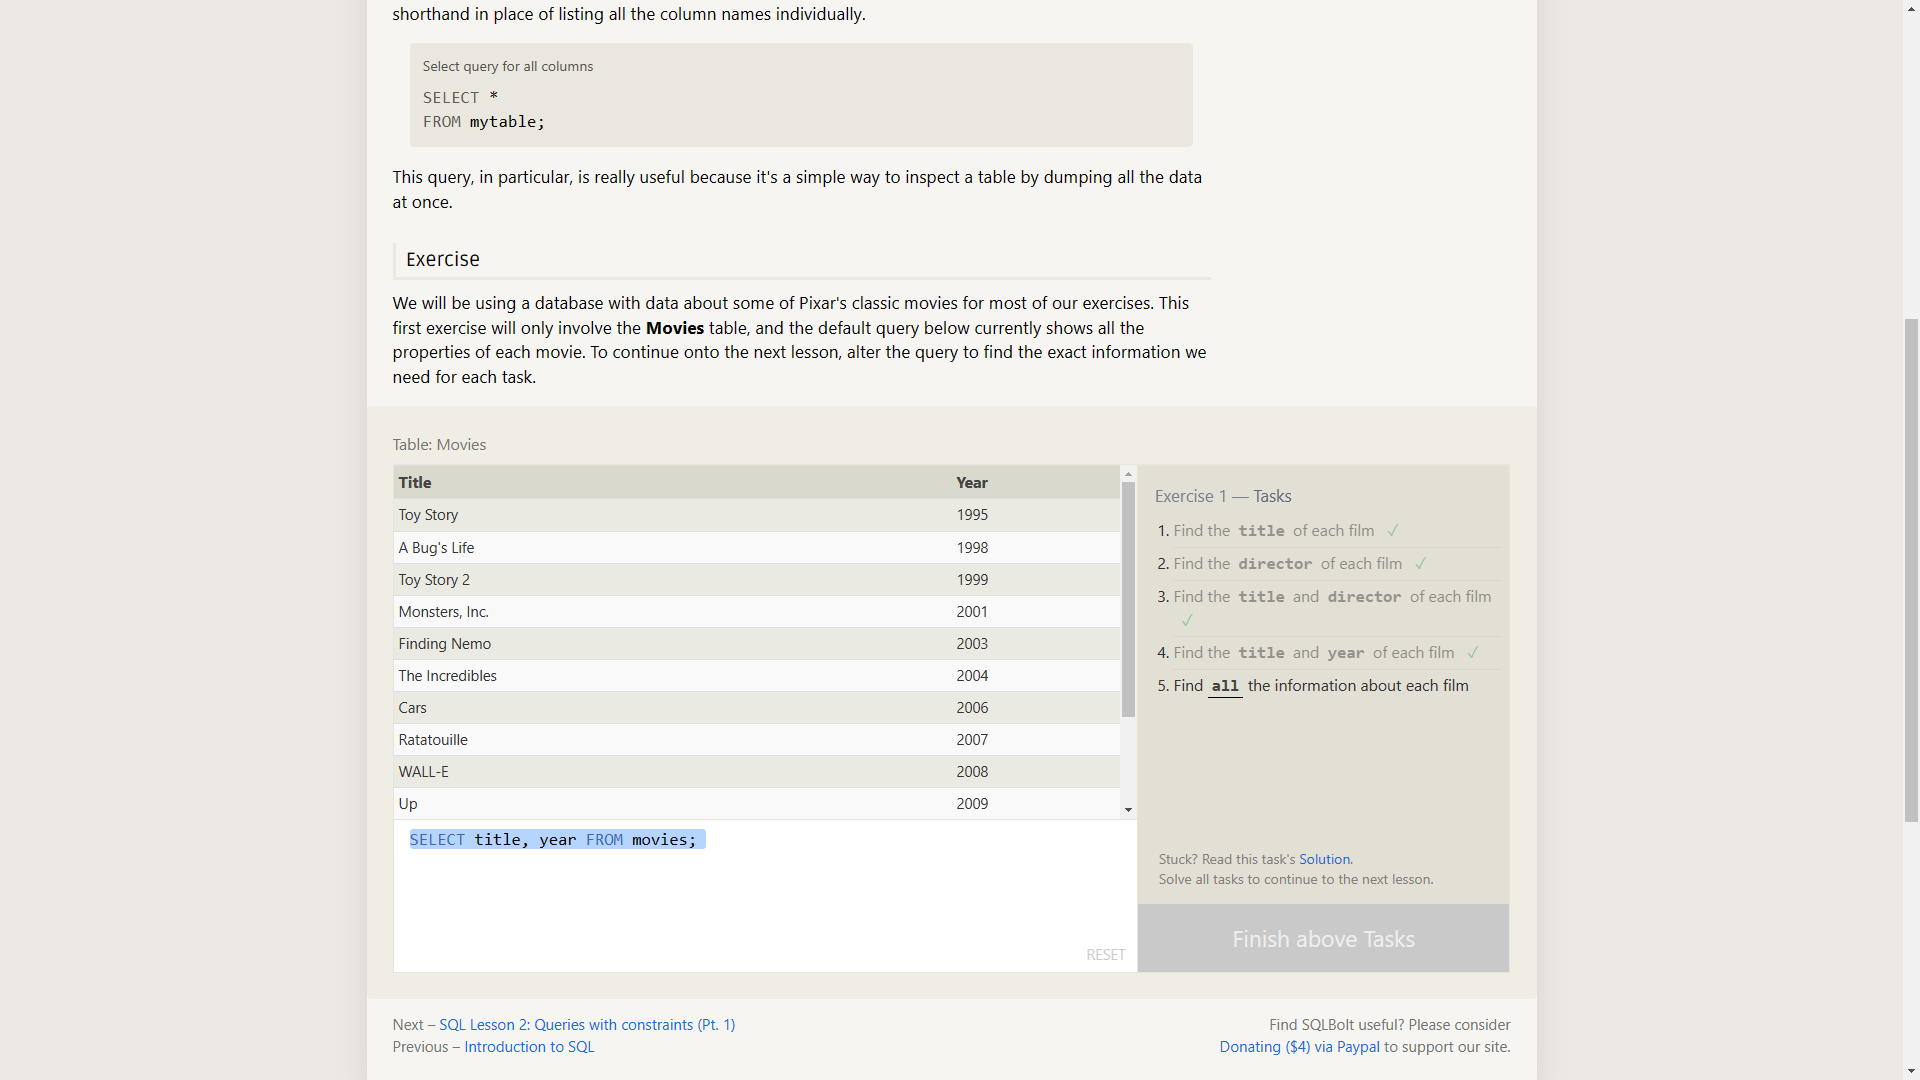 shorthand in place of listing all the column names individually.
Select query for all columns
SELECT *
FROM mytable;
This query, in particular, is really useful because it's a simple way to inspect a table by dumping all the data
at once.
Exercise
We will be using a database with data about some of Pixar's classic movies for most of our exercises. This
first exercise will only involve the Movies table, and the default query below currently shows all the
properties of each movie. To continue onto the next lesson, alter the query to find the exact information we
need for each task.
Table: Movies
Title Year
Toy Story 1995
A Bug's Life 1998
Toy Story 2 1999
Monsters, Inc. 2001
Finding Nemo 2003
The Incredibles 2004
Cars 2006
Ratatouille 2007
WALL-E 2008
Up 2009
SELECT title, year FROM movies;
RESET
Exercise 1 — Tasks
1. Find the title of each film ✓
2. Find the director of each film ✓
3. Find the title and director of each film
✓
4. Find the title and year of each film ✓
5. Find all the information about each film
Stuck? Read this task's Solution.
Solve all tasks to continue to the next lesson.
Finish above Tasks
Next – SQL Lesson 2: Queries with constraints (Pt. 1)
Previous – Introduction to SQL
Find SQLBolt useful? Please consider
Donating ($4) via Paypal to support our site.